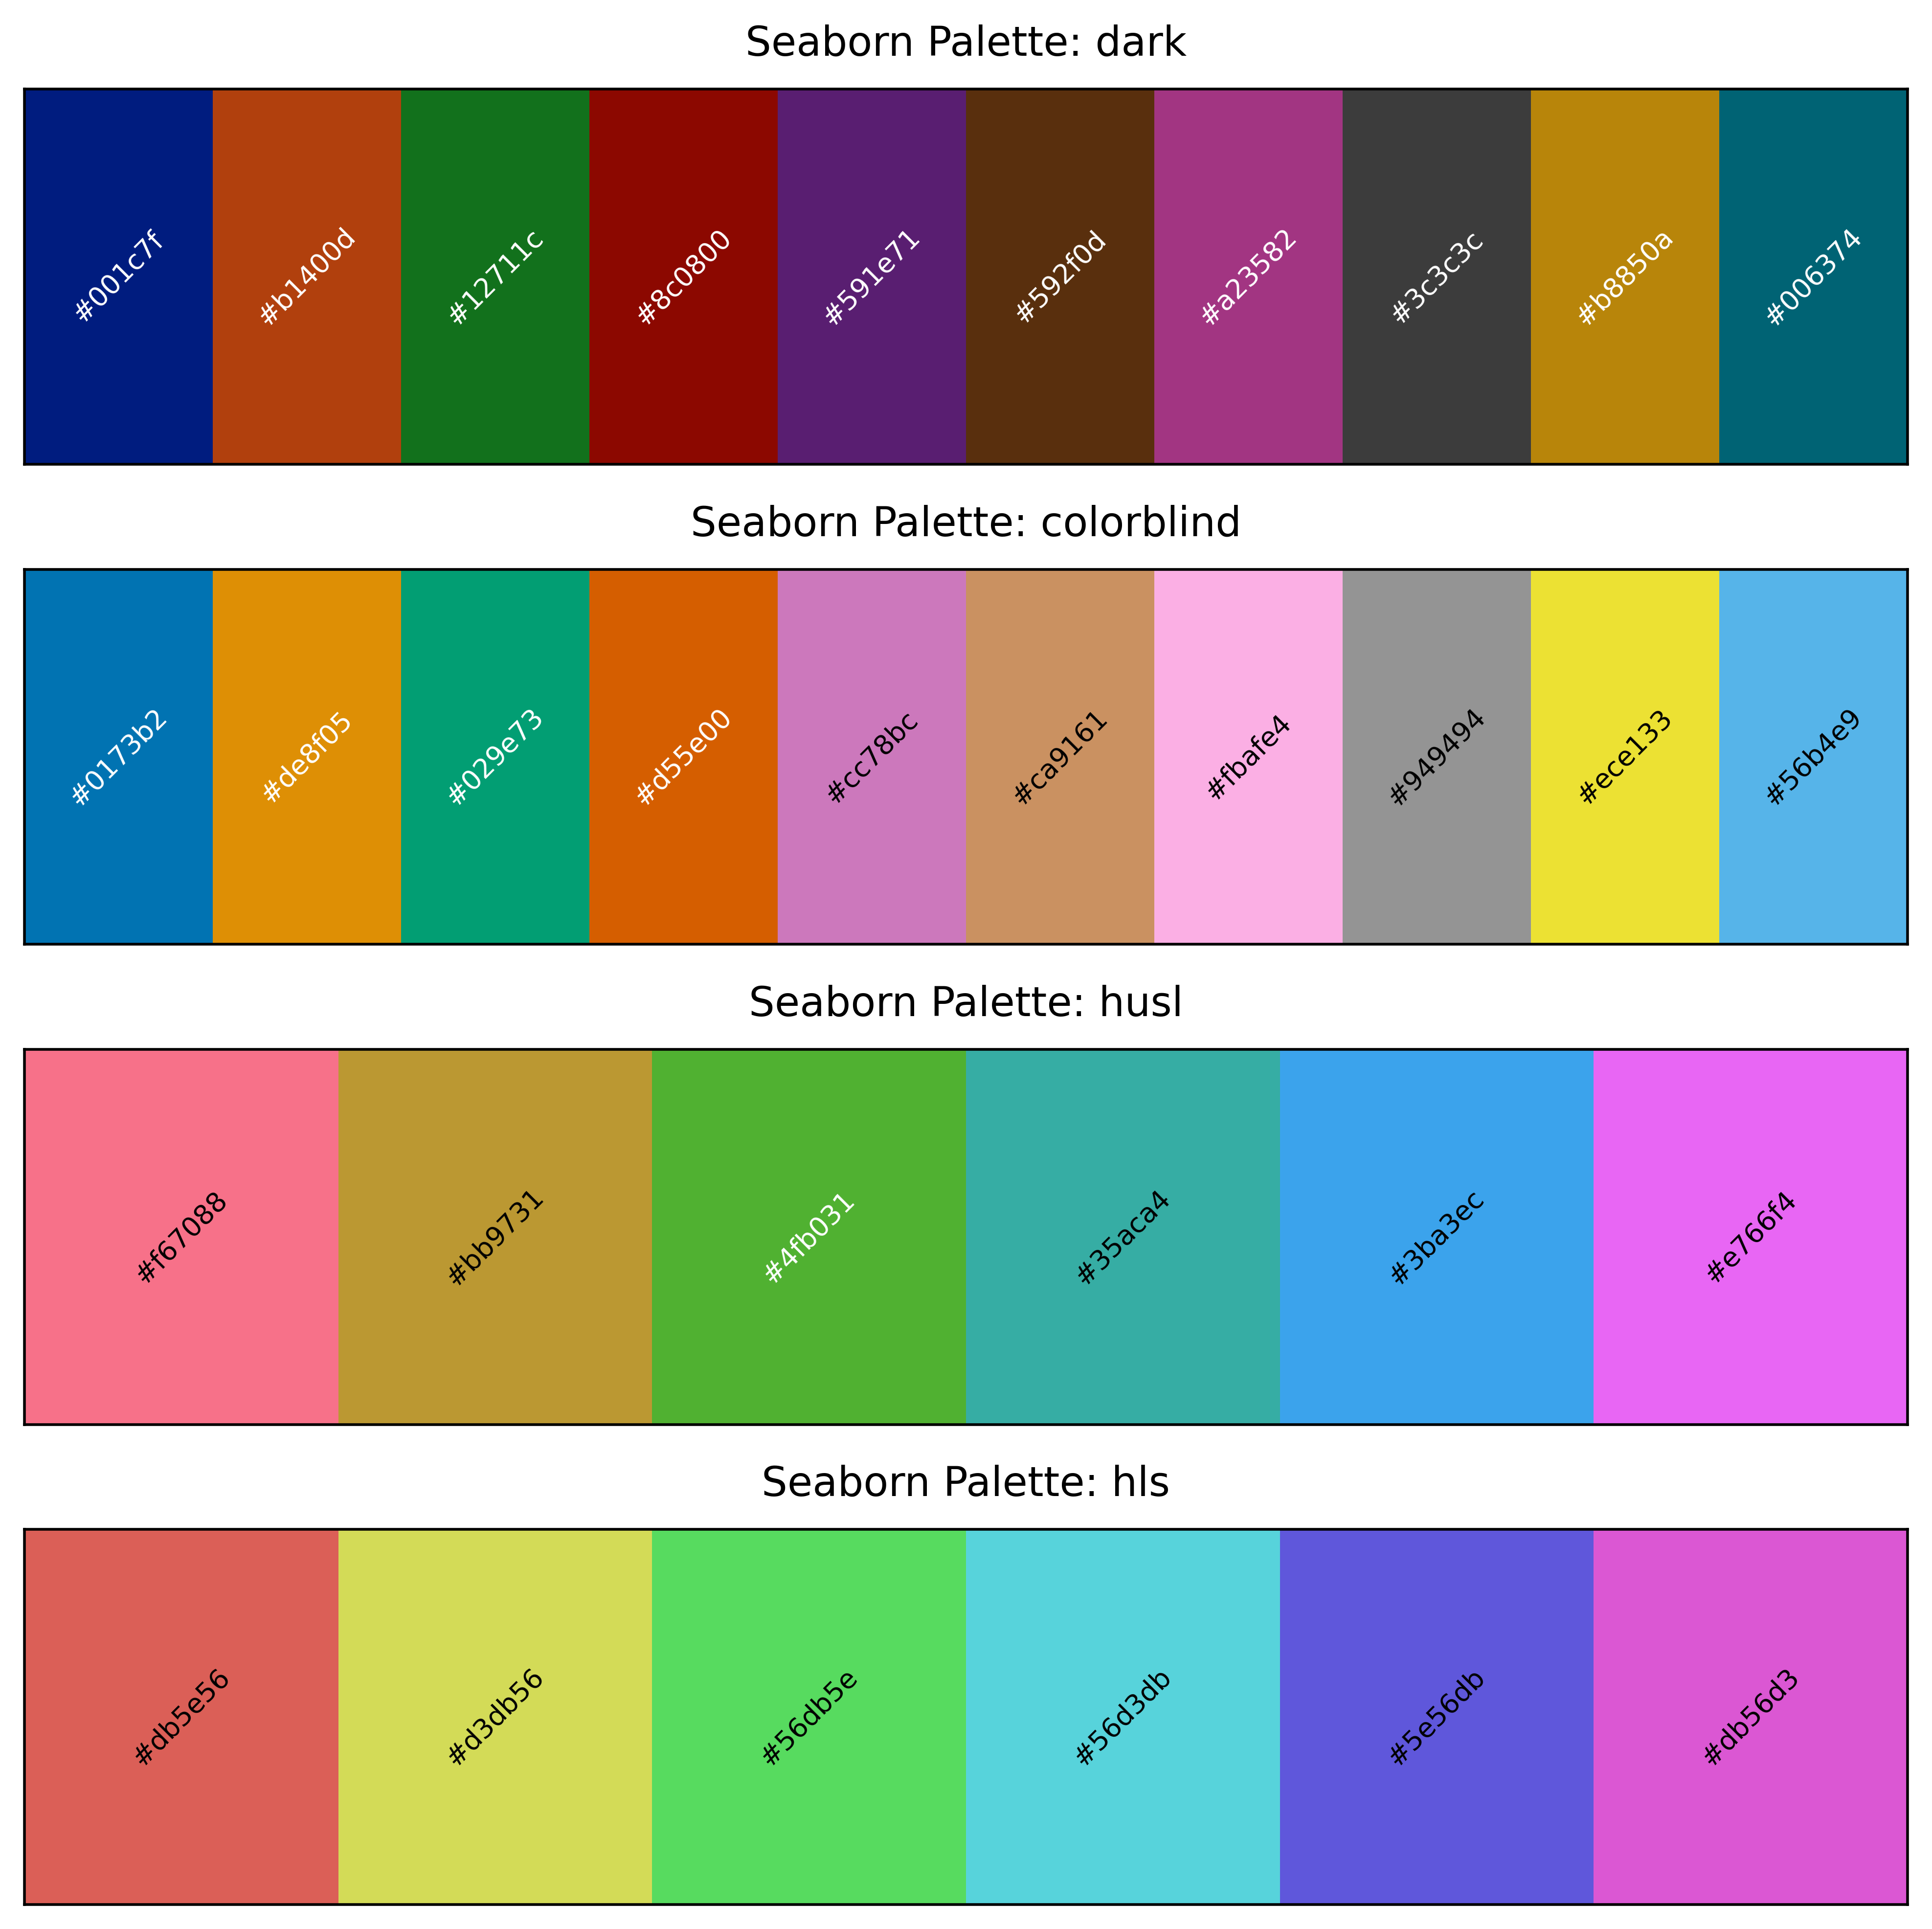 Seaborn Palette: dark
#001c7f
#b1400d
#12711c
#8c0800
#591e71
#592f0d
#a23582
#3c3c3c
#b8850a
#006374
Seaborn Palette: colorblind
#0173b2
#de8f05
#029e73
#d55e00
#cc78bc
#ca9161
#fbafe4
#949494
#ece133
#56b4e9
Seaborn Palette: husl
#f67088
#bb9731
#4fb031
#35aca4
#3ba3ec
#e766f4
Seaborn Palette: hls
#db5e56
#d3db56
#56db5e
#56d3db
#5e56db
#db56d3